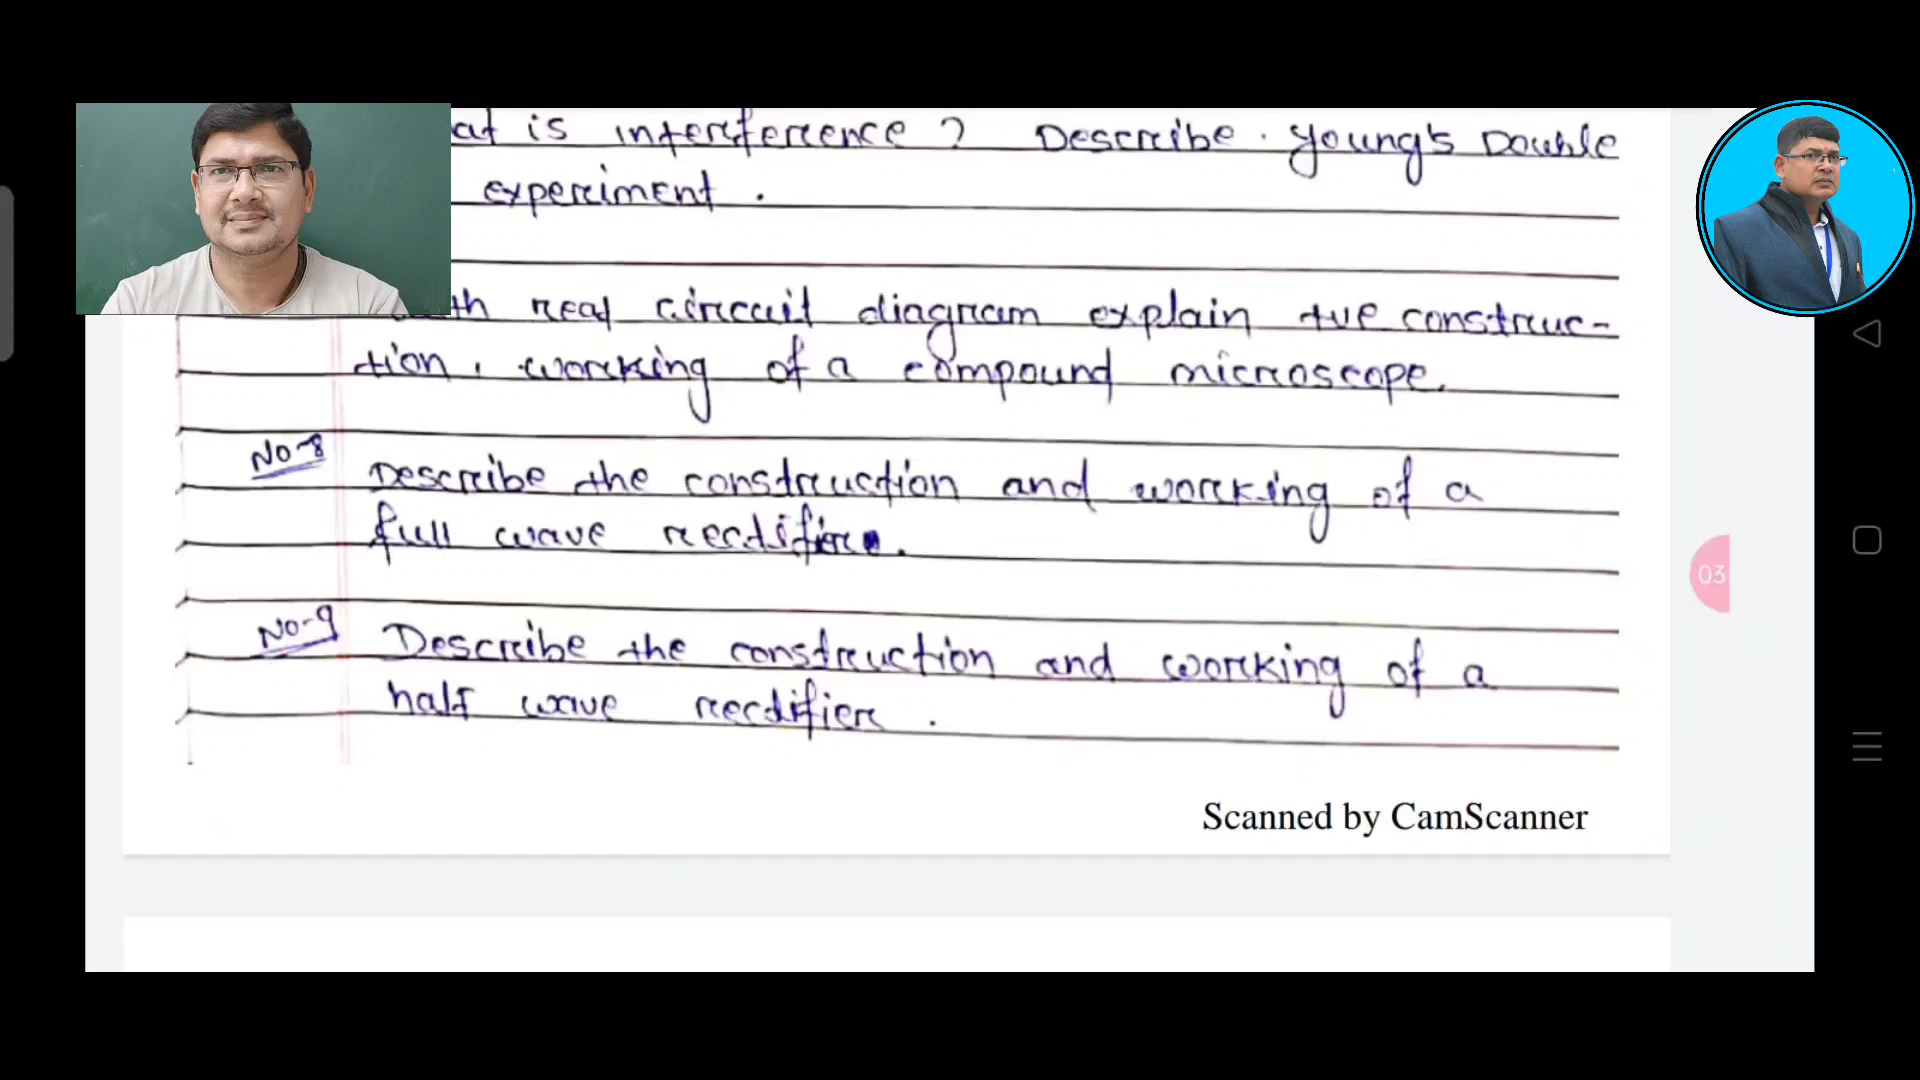 at is interference ? Describe. Young's Double
experiment.
th neat circuit diagram explain the construc-
tion, working of a compound microscope.
No-8
Describe the construction and working of a
full wave rectifier.
No-9
Describe the construction and working of a
half wave rectifier.
Scanned by CamScanner
03